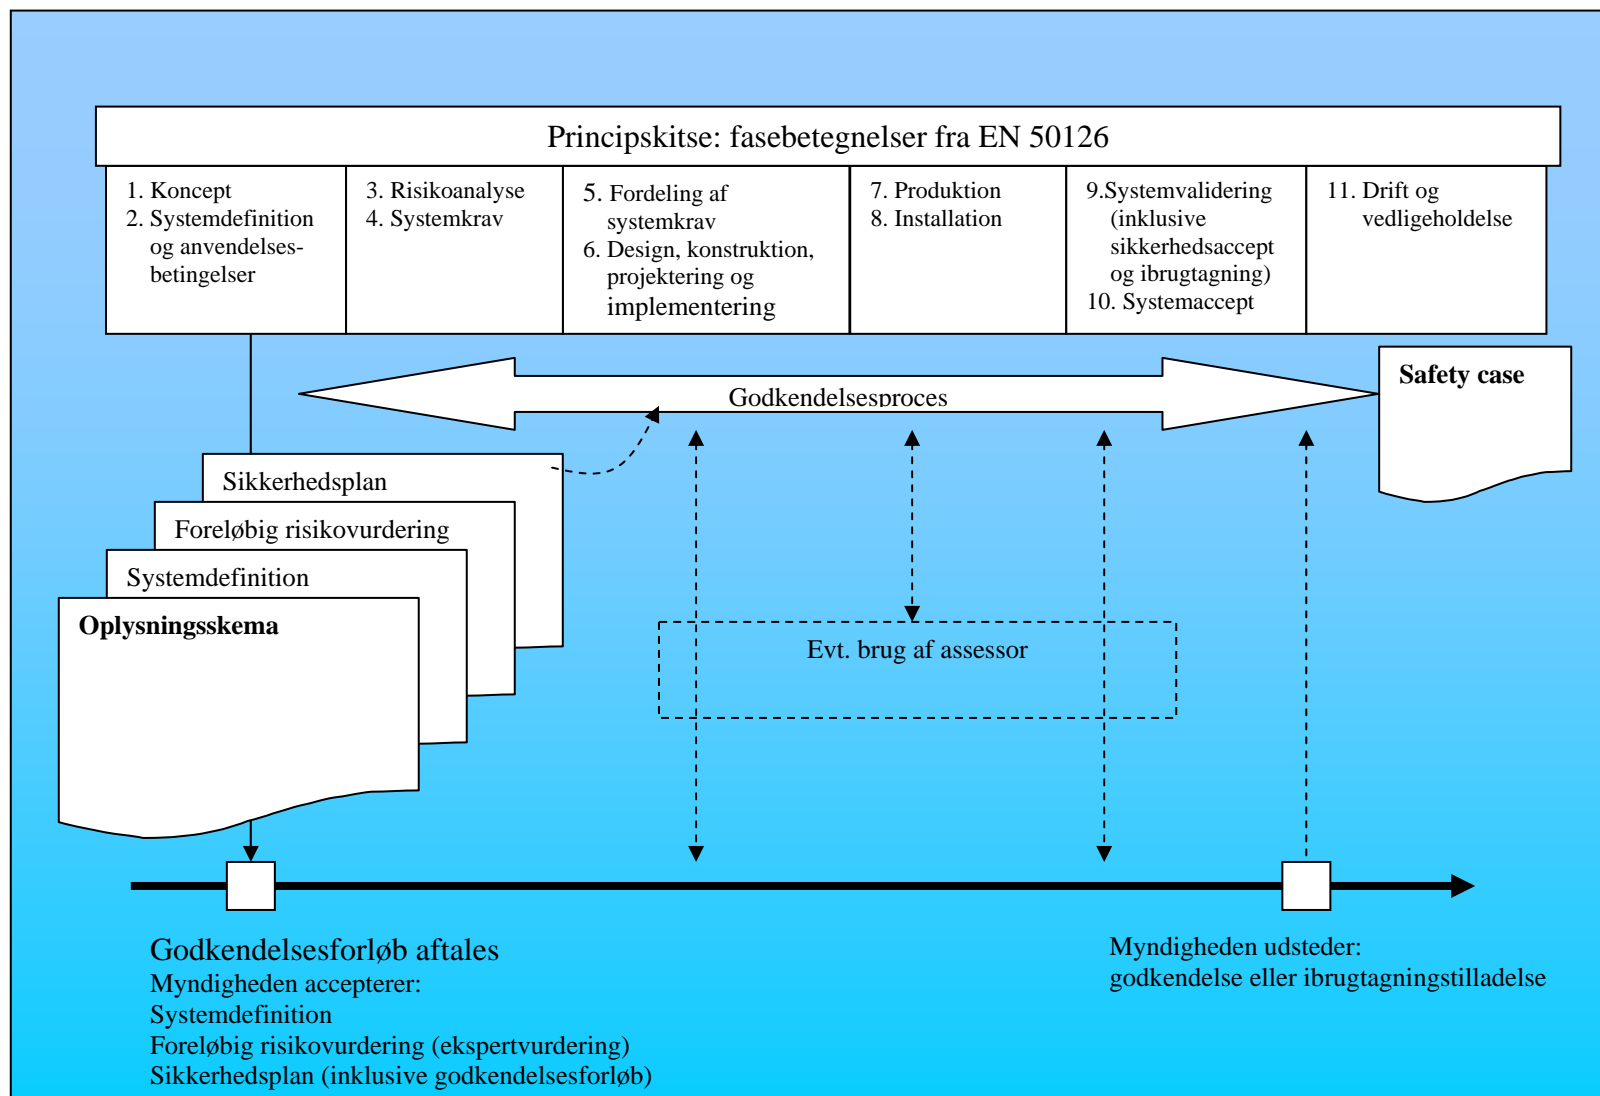 Principskitse: fasebetegnelser fra EN 50126
1. Koncept
2. Systemdefinition
og anvendelses-
betingelser
3. Risikoanalyse
4. Systemkrav
5. Fordeling af
systemkrav
6. Design, konstruktion,
projektering og
implementering
7. Produktion
8. Installation
9.Systemvalidering
(inklusive
sikkerhedsaccept
og ibrugtagning)
10. Systemaccept
11. Drift og
vedligeholdelse
Godkendelsesproces
Safety case
Sikkerhedsplan
Foreløbig risikovurdering
Systemdefinition
Oplysningsskema
Evt. brug af assessor
Godkendelsesforløb aftales
Myndigheden accepterer:
Systemdefinition
Foreløbig risikovurdering (ekspertvurdering)
Sikkerhedsplan (inklusive godkendelsesforløb)
Myndigheden udsteder:
godkendelse eller ibrugtagningstilladelse